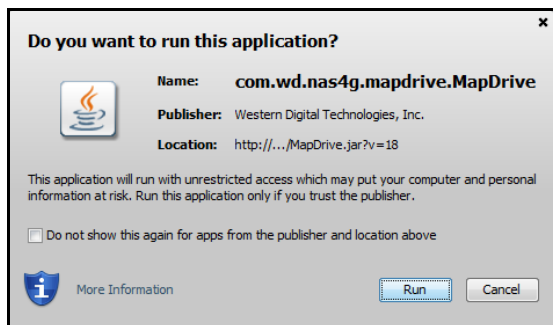 Do you want to run this application?
Name: com.wd.nas4g.mapdrive.MapDrive
Publisher: Western Digital Technologies, Inc.
Location: http://.../MapDrive.jar?v=18
This application will run with unrestricted access which may put your computer and personal
information at risk. Run this application only if you trust the publisher.
Do not show this again for apps from the publisher and location above
More Information Run Cancel